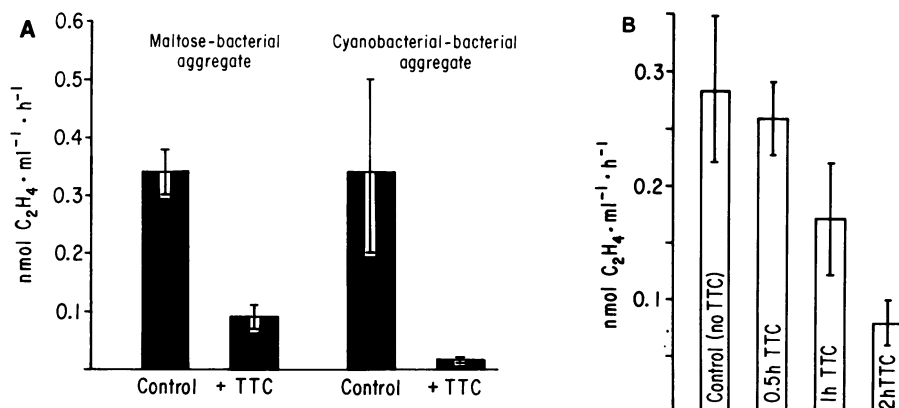 A
Maltose-bacterial
aggregate
Cyanobacterial-bacterial
aggregate
nmol C₂H₄·ml⁻¹·h⁻¹
0.6
0.5
0.4
0.3
0.2
0.1
Control
+ TTC
Control
+ TTC
B
nmol C₂H₄·ml⁻¹·h⁻¹
0.3
0.2
0.1
Control (no TTC)
0.5h TTC
1h TTC
2hTTC